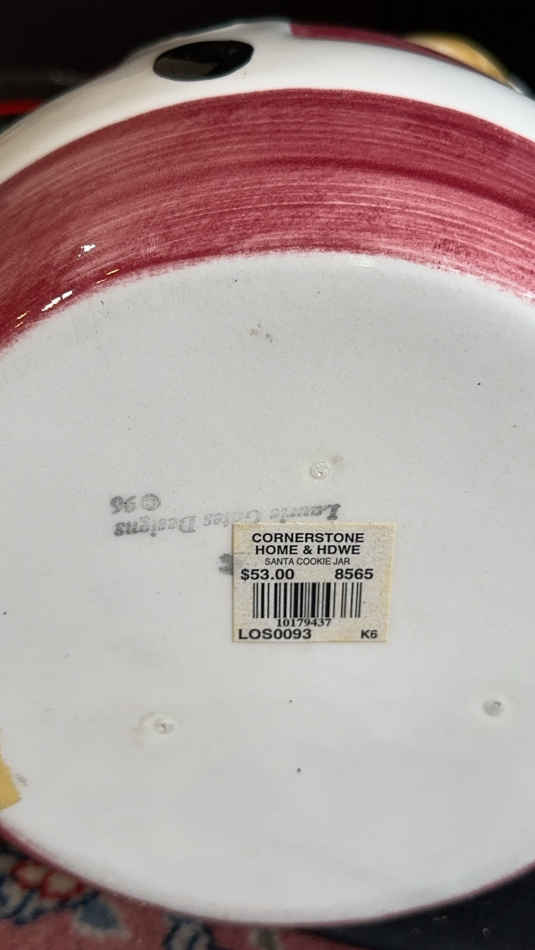 Laurie Gates Designs
© 96
CORNERSTONE
HOME & HDWE
SANTA COOKIE JAR
$53.00 8565
10179437
LOS0093 K6